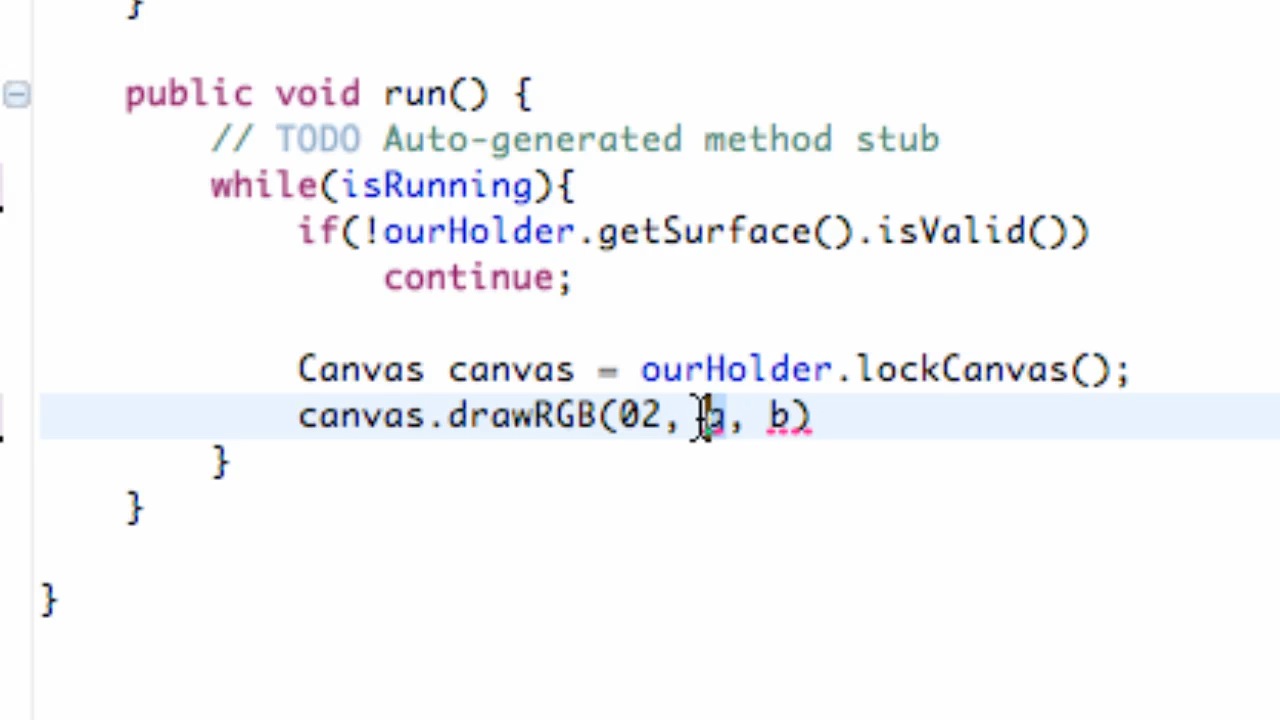 }
public void run() {
// TODO Auto-generated method stub
while(isRunning){
if(!ourHolder.getSurface().isValid())
continue;
Canvas canvas = ourHolder.lockCanvas();
canvas.drawRGB(02, g, b)
}
}
}